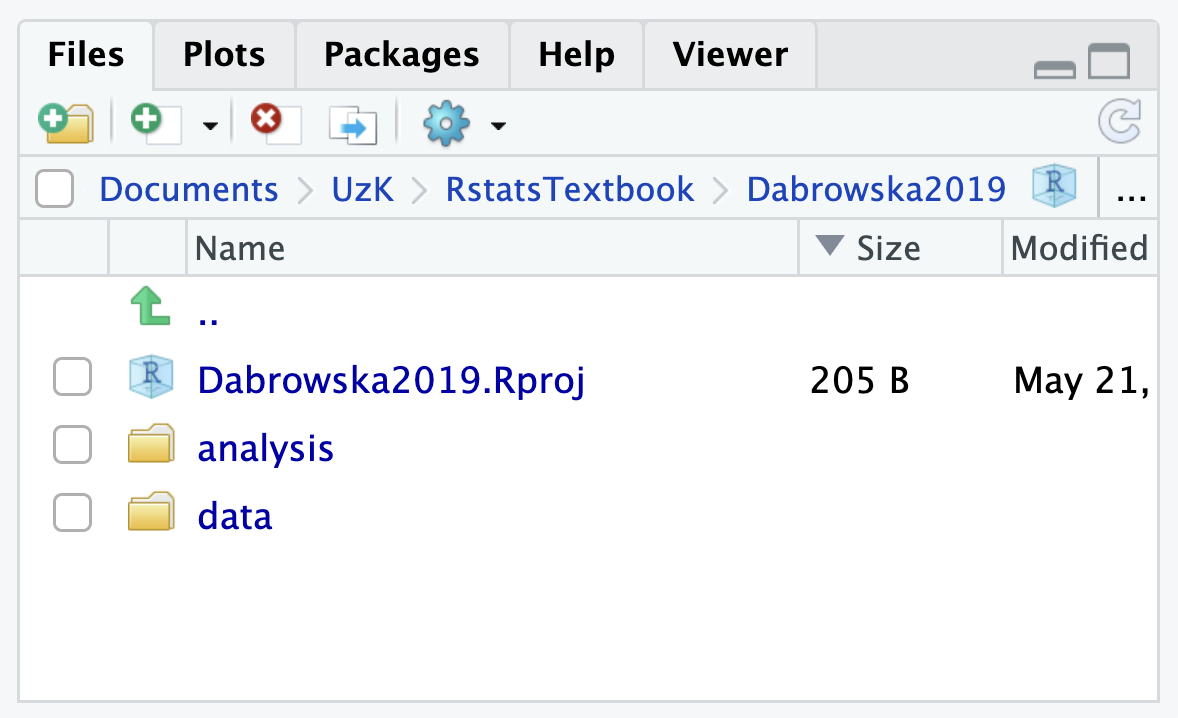 Files Plots Packages Help Viewer
Documents UzK RstatsTextbook Dabrowska2019 R ...
Name Size Modified
..
R Dabrowska2019.Rproj 205 B May 21,
analysis
data